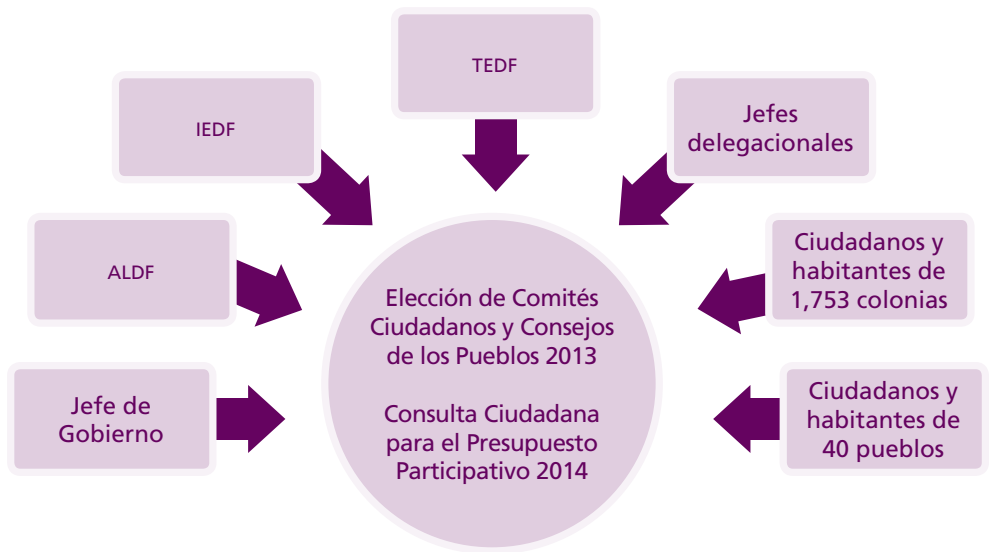 TEDF
IEDF
Jefes
delegacionales
ALDF
Ciudadanos y
habitantes de
1,753 colonias
Jefe de
Gobierno
Ciudadanos y
habitantes de
40 pueblos
Elección de Comités
Ciudadanos y Consejos
de los Pueblos 2013
Consulta Ciudadana
para el Presupuesto
Participativo 2014